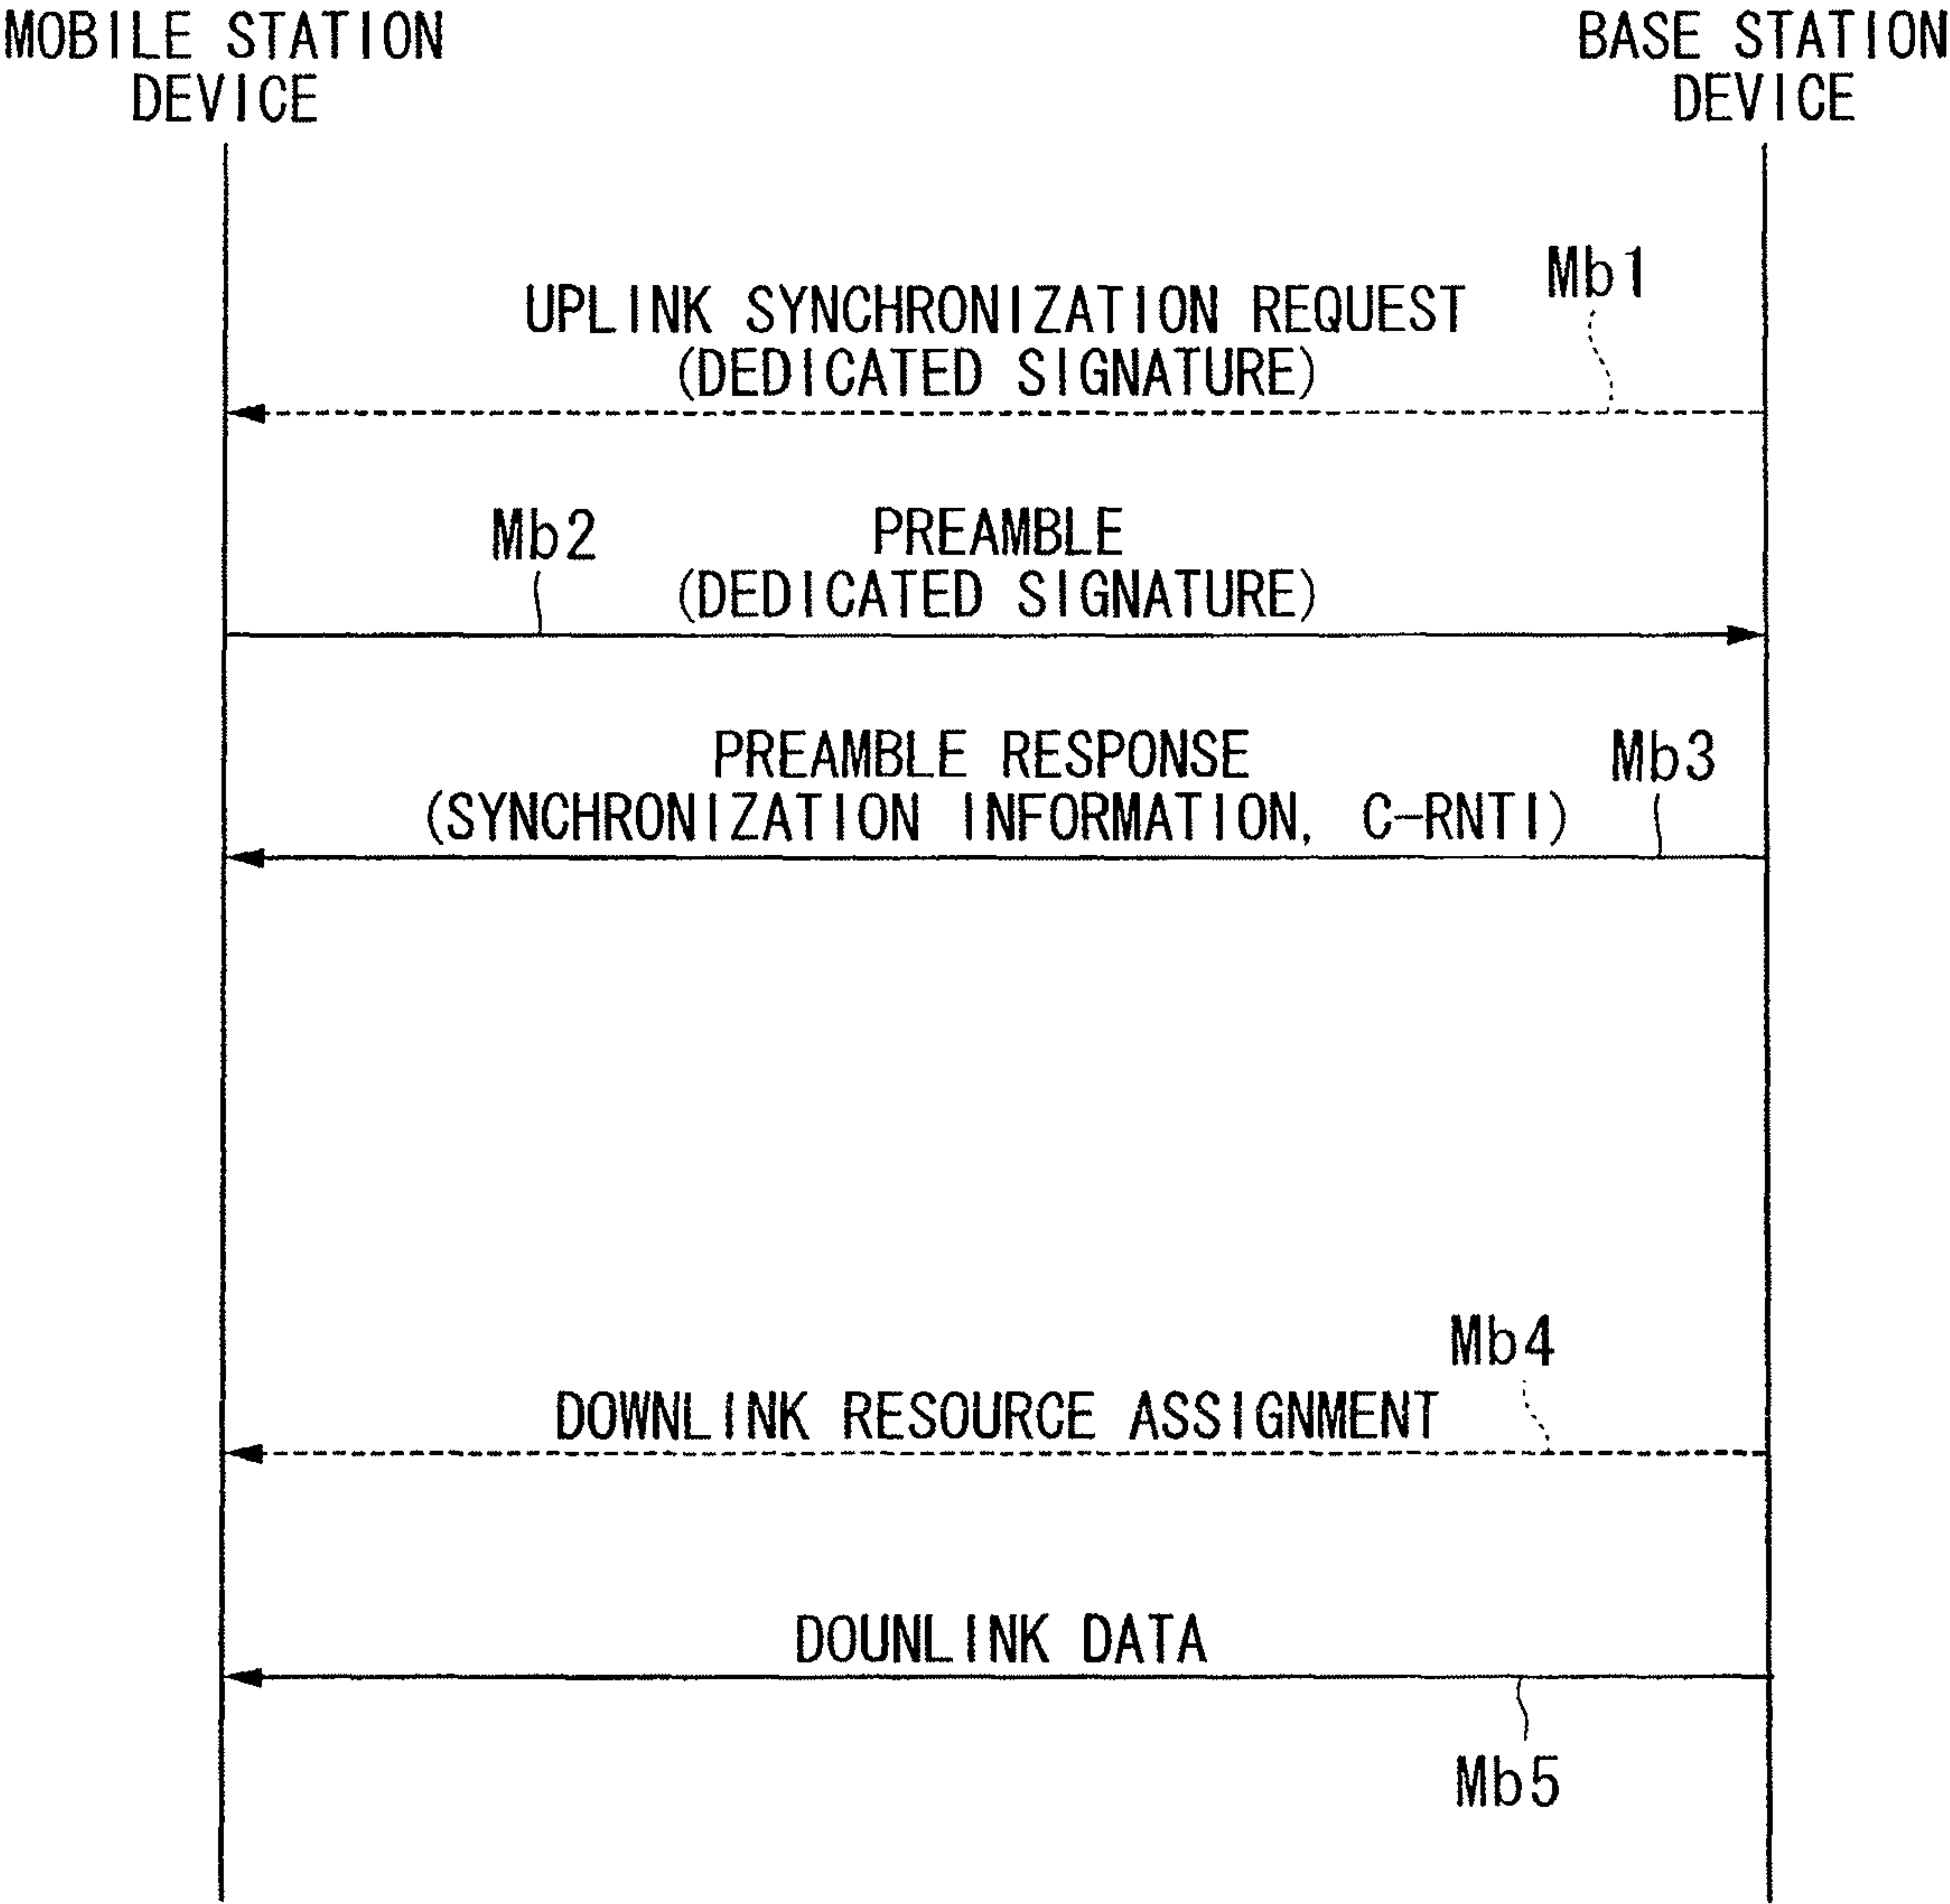 MOBILE STATION
DEVICE
BASE STATION
DEVICE
Mb1
UPLINK SYNCHRONIZATION REQUEST
(DEDICATED SIGNATURE)
Mb2
PREAMBLE
(DEDICATED SIGNATURE)
PREAMBLE RESPONSE
Mb3
(SYNCHRONIZATION INFORMATION, C-RNTI)
Mb4
DOWNLINK RESOURCE ASSIGNMENT
DOUNLINK DATA
Mb5